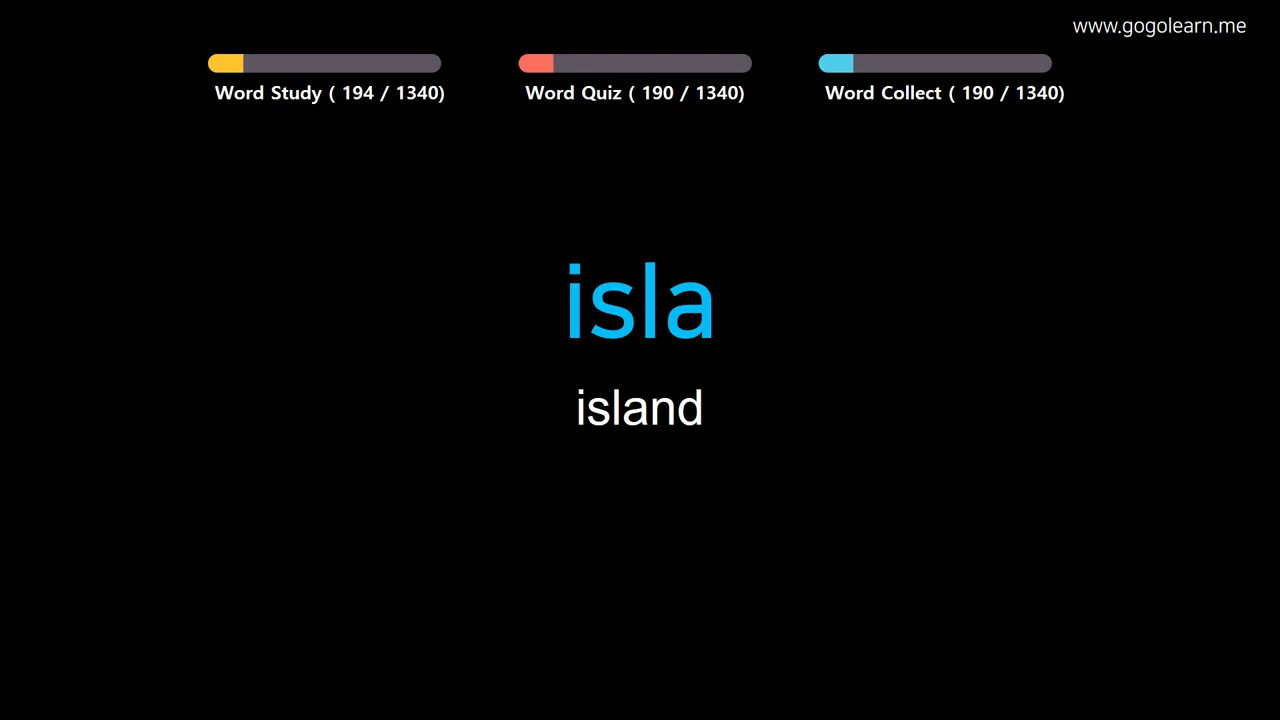 www.gogolearn.me
Word Study ( 194 / 1340)
Word Quiz ( 190 / 1340)
Word Collect ( 190 / 1340)
isla
island